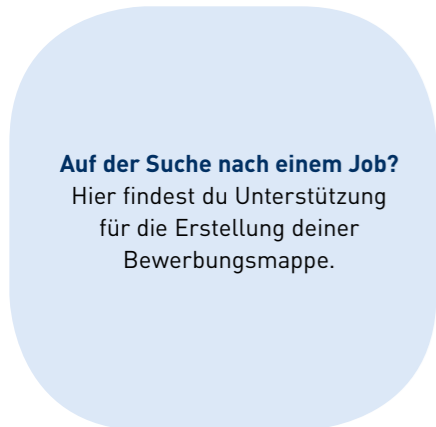 Auf der Suche nach einem Job?
Hier findest du Unterstützung
für die Erstellung deiner
Bewerbungsmappe.